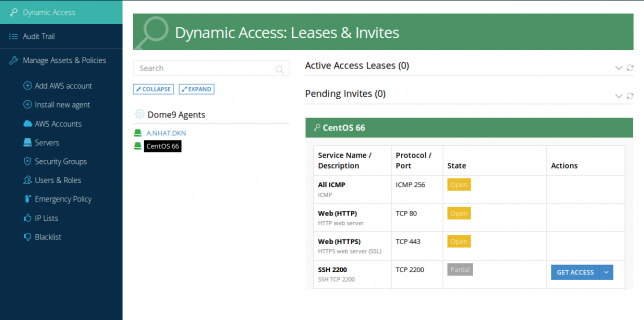 Dynamic Access
Audit Trail
Manage Assets & Policies
Add AWS account
Install new agent
AWS Accounts
Servers
Security Groups
Users & Roles
Emergency Policy
IP Lists
Blacklist
Dynamic Access: Leases & Invites
Search
COLLAPSE EXPAND
Dome9 Agents
A.NHAT.DKN
CentOS 66
Active Access Leases (0)
Pending Invites (0)
CentOS 66
Service Name / Description Protocol / Port State Actions
All ICMP ICMP 256 Open
ICMP
Web (HTTP) TCP 80 Open
HTTP web server
Web (HTTPS) TCP 443 Open
HTTPS web server (SSL)
SSH 2200 TCP 2200 Partial GET ACCESS
SSH TCP 2200